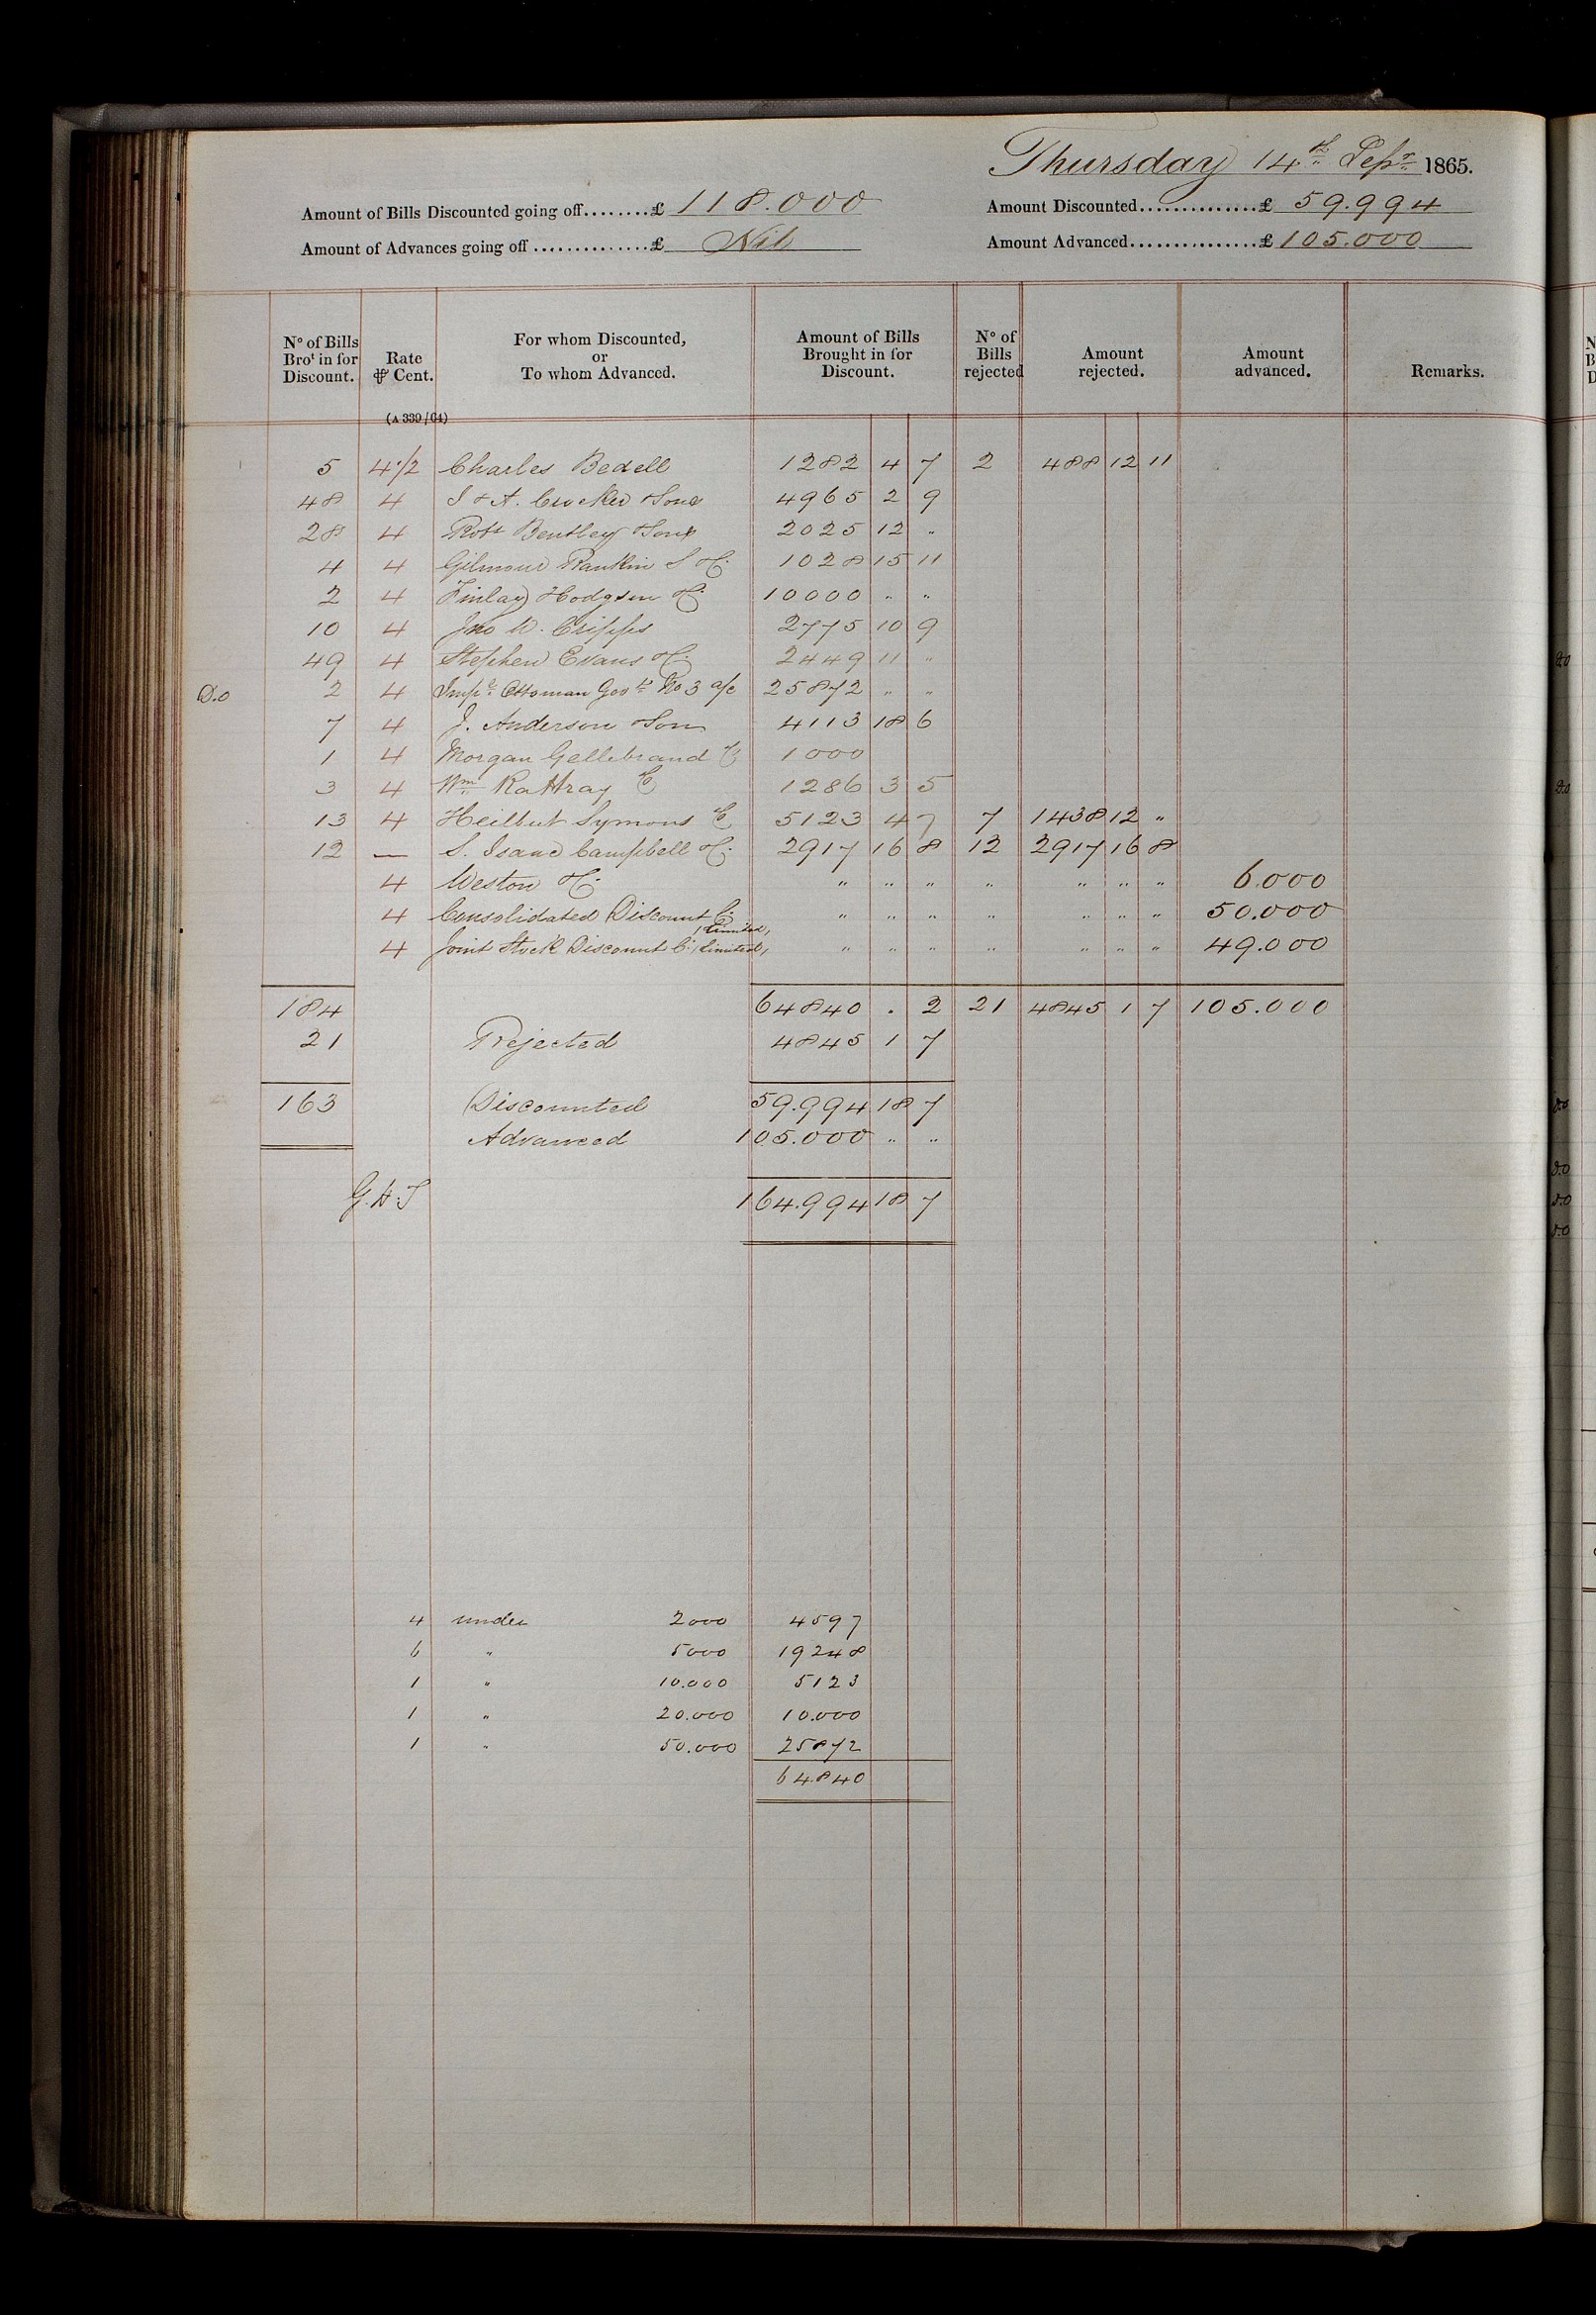 Thursday 14th Sepr 1865.
Amount of Bills Discounted going off........£ 118.000 Amount Discounted...............£ 59.994
Amount of Advances going off...............£ Nil Amount Advanced................£ 105.000
No of Bills Brot in for Discount. Rate ⅌ Cent. For whom Discounted, or To whom Advanced. Amount of Bills Brought in for Discount. No of Bills rejected Amount rejected. Amount advanced. Remarks.
(A 339/64)
5 4 1/2 Charles Bedell 1282 4 7 2 488 12 11
48 4 I & A. Crocker & Sons 4965 2 9
28 4 Robt Bentley & Sons 2025 12 "
4 4 Gilmour Rankin S & Co. 1028 15 11
2 4 Finlay Hodgson & Co. 10000 " "
10 4 Jno W. Cripps 2775 10 9
49 4 Stephen Evans & Co. 2449 11 "
D.o 2 4 Impl Ottoman Govt No 3 a/c 25872 " "
7 4 J. Anderson & Son 4113 18 6
1 4 Morgan Gellebrand & Co 1000
3 4 Wm Rattray & Co 1286 3 5
13 4 Heilbut Symons & Co 5123 4 7 7 1438 12 "
12 — S. Isaac Campbell & Co. 2917 16 8 12 2917 16 8
4 Weston & Co. " " " " " " " 6.000
4 Consolidated Discount Co. (Limited) " " " " " " " 50.000
4 Joint Stock Discount Co. (Limited) " " " " " " " 49.000
184 64840 . 2 21 4845 1 7 105.000
21 Rejected 4845 1 7
163 Discounted 59.994 18 7
Advanced 105.000 " "
164.994 18 7
4 under 2000 4597
6 " 5000 19248
1 " 10.000 5123
1 " 20.000 10.000
1 " 50.000 25872
64840